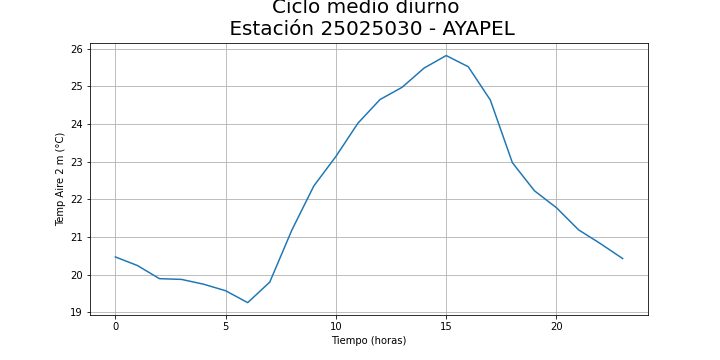 Ciclo medio diurno
Estación 25025030 - AYAPEL
26
25
24
23
22
21
20
19
Temp Aire 2 m (°C)
0 5 10 15 20
Tiempo (horas)